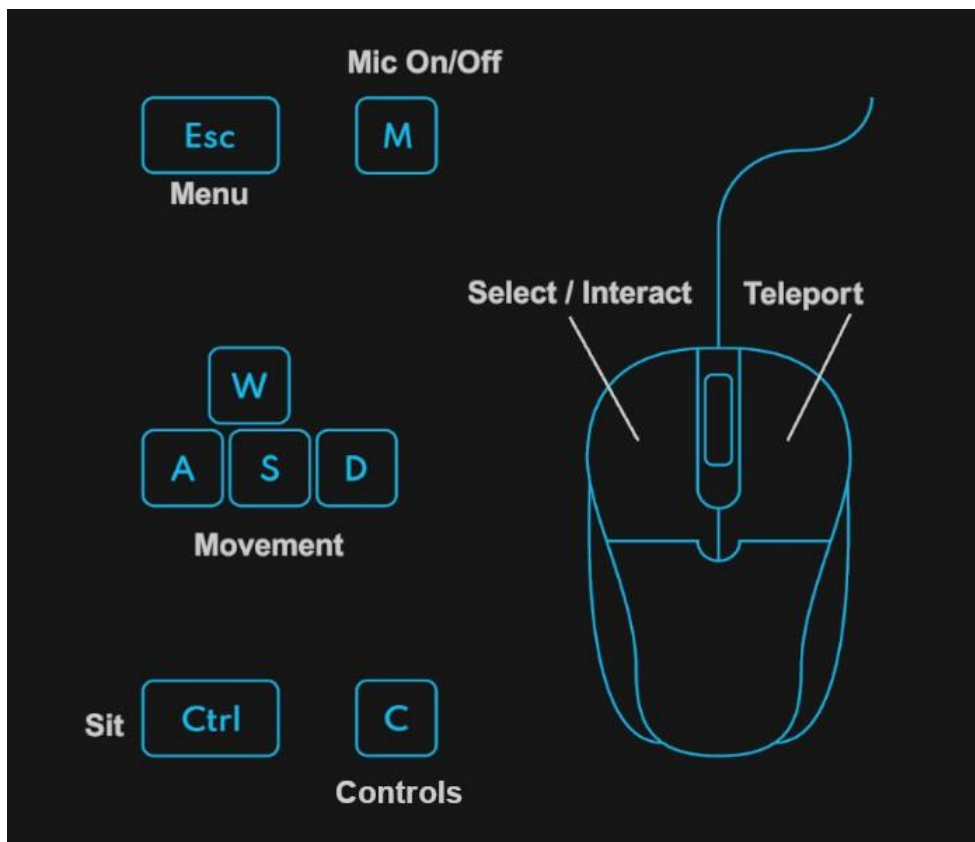 Mic On/Off
Esc
M
Menu
Select / Interact
Teleport
W
A S D
Movement
Sit
Ctrl
C
Controls